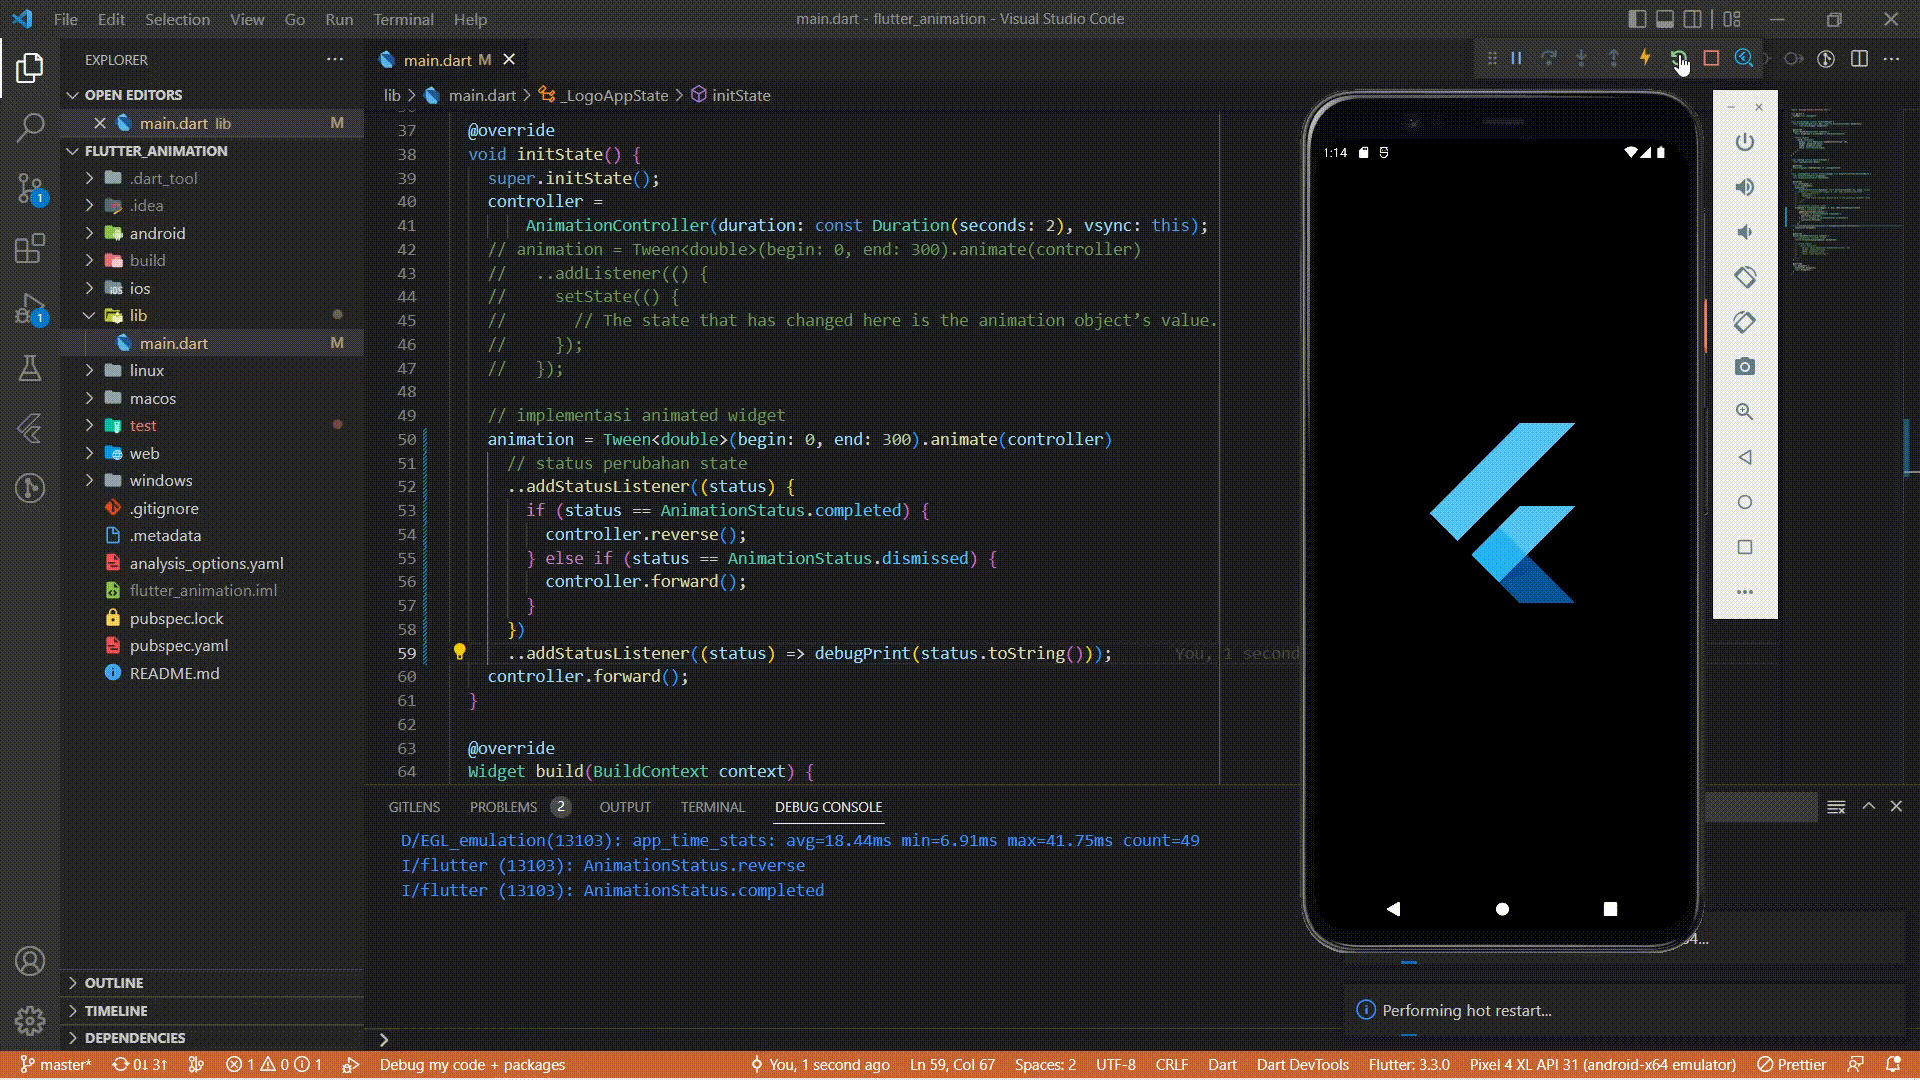 File Edit Selection View Go Run Terminal Help
main.dart - flutter_animation - Visual Studio Code
EXPLORER
main.dart M
OPEN EDITORS
main.dart lib M
FLUTTER_ANIMATION
.dart_tool
.idea
android
build
ios
lib
main.dart M
linux
macos
test
web
windows
.gitignore
.metadata
analysis_options.yaml
flutter_animation.iml
pubspec.lock
pubspec.yaml
README.md
OUTLINE
TIMELINE
DEPENDENCIES
lib > main.dart > _LogoAppState > initState
37 @override
38 void initState() {
39 super.initState();
40 controller =
41 AnimationController(duration: const Duration(seconds: 2), vsync: this);
42 // animation = Tween<double>(begin: 0, end: 300).animate(controller)
43 // ..addListener(() {
44 // setState(() {
45 // // The state that has changed here is the animation object’s value.
46 // });
47 // });
48
49 // implementasi animated widget
50 animation = Tween<double>(begin: 0, end: 300).animate(controller)
51 // status perubahan state
52 ..addStatusListener((status) {
53 if (status == AnimationStatus.completed) {
54 controller.reverse();
55 } else if (status == AnimationStatus.dismissed) {
56 controller.forward();
57 }
58 })
59 ..addStatusListener((status) => debugPrint(status.toString())); You, 1 second
60 controller.forward();
61 }
62
63 @override
64 Widget build(BuildContext context) {
1:14
GITLENS PROBLEMS 2 OUTPUT TERMINAL DEBUG CONSOLE
D/EGL_emulation(13103): app_time_stats: avg=18.44ms min=6.91ms max=41.75ms count=49
I/flutter (13103): AnimationStatus.reverse
I/flutter (13103): AnimationStatus.completed
Performing hot restart...
master* 0↓ 3↑ 1 0 1 Debug my code + packages You, 1 second ago Ln 59, Col 67 Spaces: 2 UTF-8 CRLF Dart Dart DevTools Flutter: 3.3.0 Pixel 4 XL API 31 (android-x64 emulator) Prettier